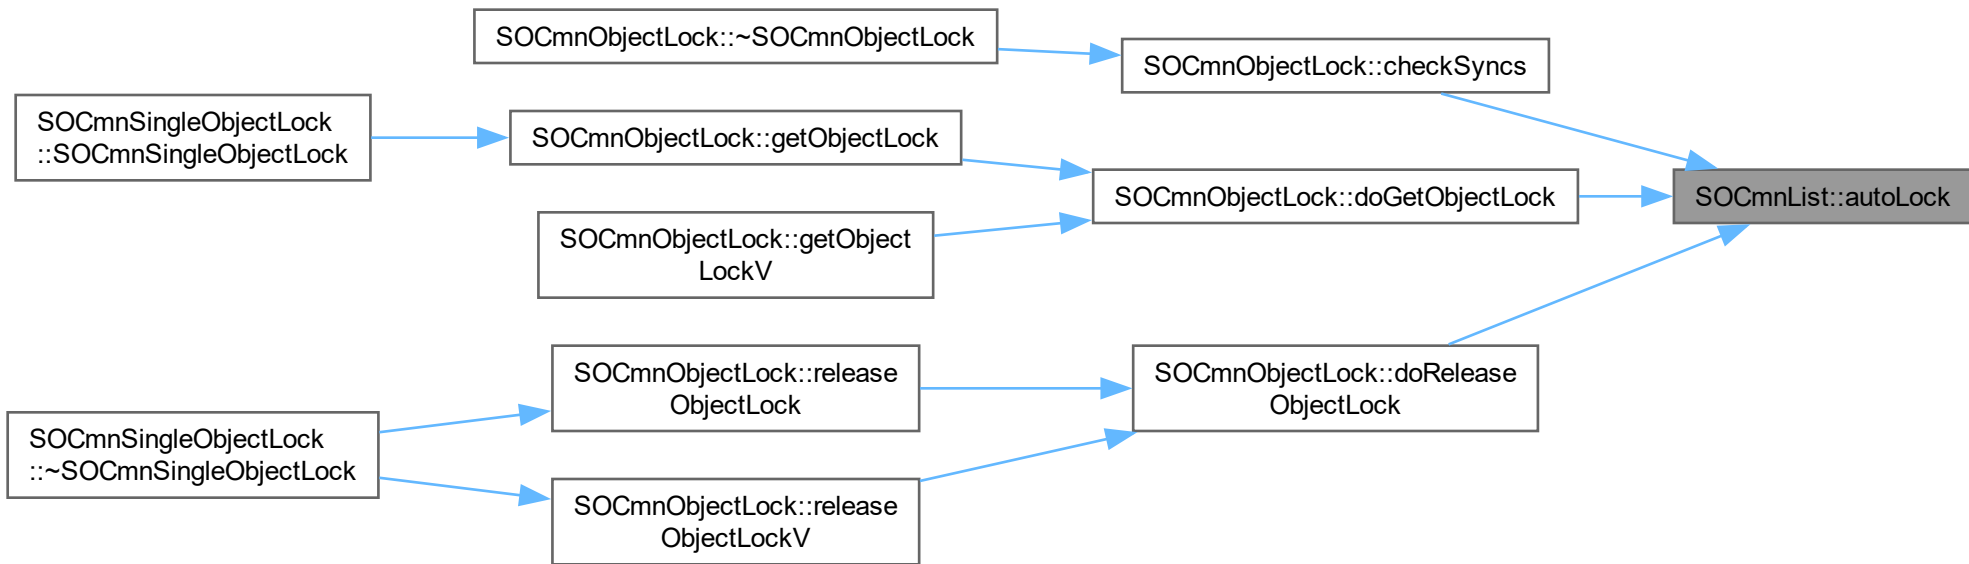 SOCmnObjectLock::~SOCmnObjectLock
SOCmnObjectLock::checkSyncs
SOCmnSingleObjectLock
::SOCmnSingleObjectLock
SOCmnObjectLock::getObjectLock
SOCmnObjectLock::doGetObjectLock
SOCmnList::autoLock
SOCmnObjectLock::getObject
LockV
SOCmnObjectLock::release
ObjectLock
SOCmnObjectLock::doRelease
ObjectLock
SOCmnSingleObjectLock
::~SOCmnSingleObjectLock
SOCmnObjectLock::release
ObjectLockV